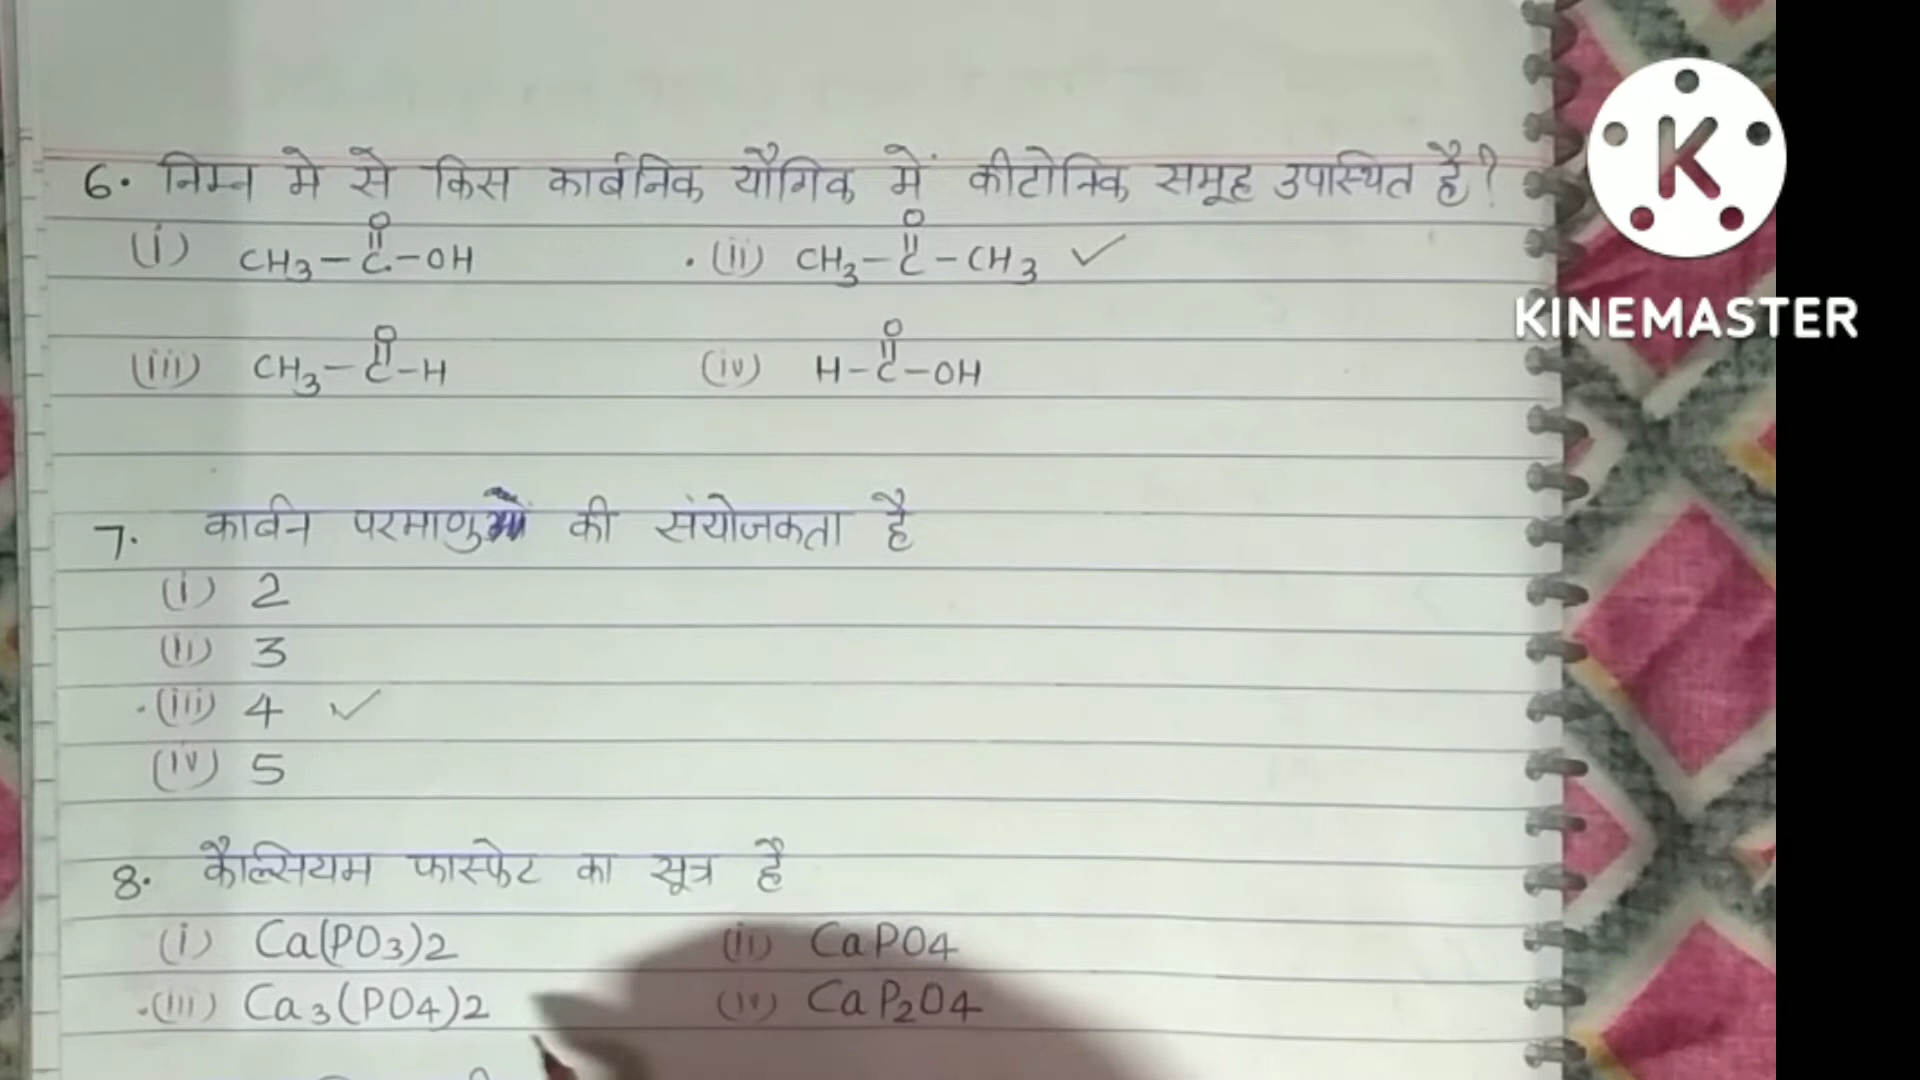 6. निम्न मे से किस कार्बनिक यौगिक में कीटोनिक समूह उपस्थित है?
(i) CH3-C(=O)-OH .(ii) CH3-C(=O)-CH3 ✓
(iii) CH3-C(=O)-H (iv) H-C(=O)-OH
7. कार्बन परमाणुओं की संयोजकता है
(i) 2
(ii) 3
.(iii) 4 ✓
(iv) 5
8. कैल्सियम फास्फेट का सूत्र है
(i) Ca(PO3)2 (ii) CaPO4
.(iii) Ca3(PO4)2 (iv) CaP2O4
K
KINEMASTER